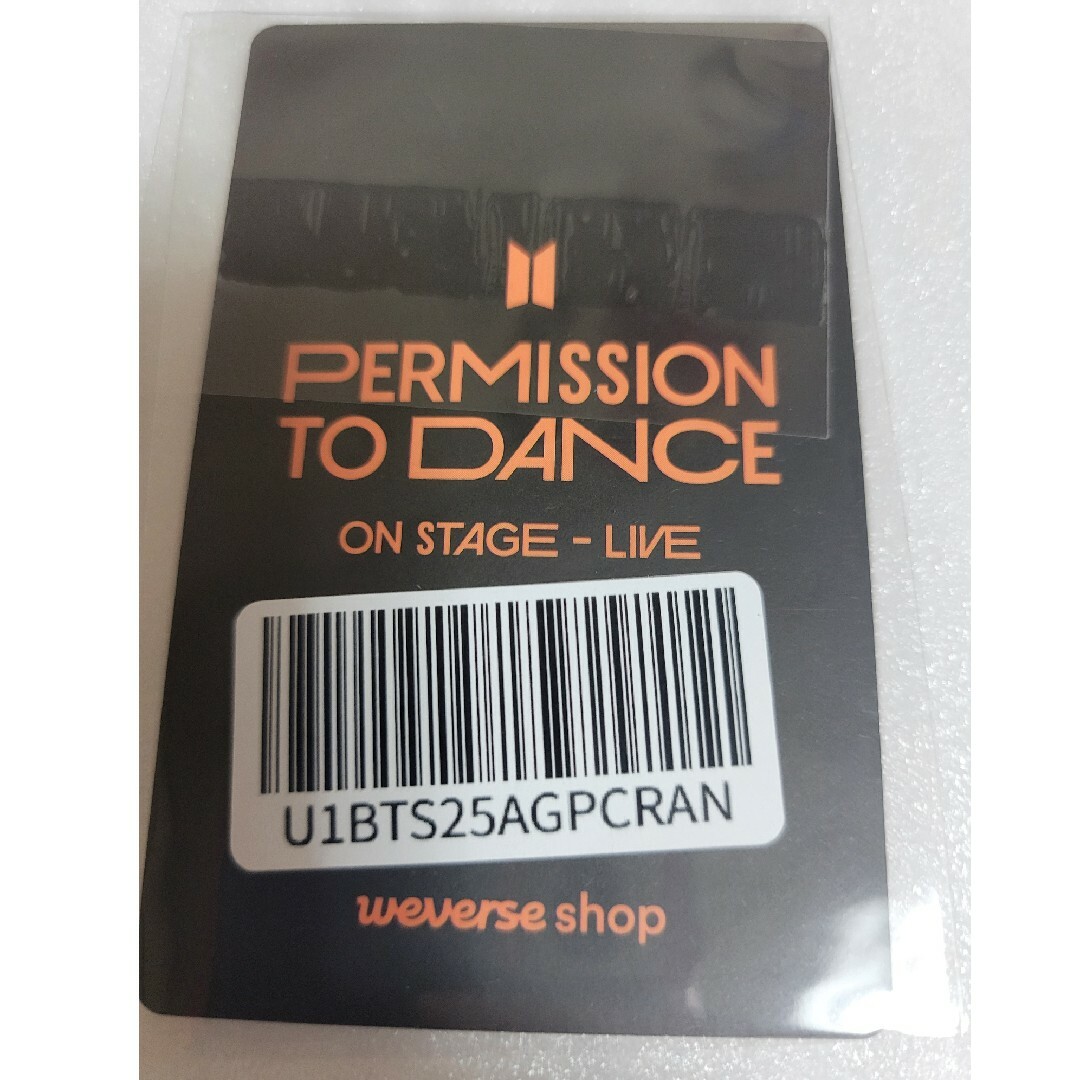 PERMISSION
TO DANCE
ON STAGE - LIVE
U1BTS25AGPCRAN
weverse shop